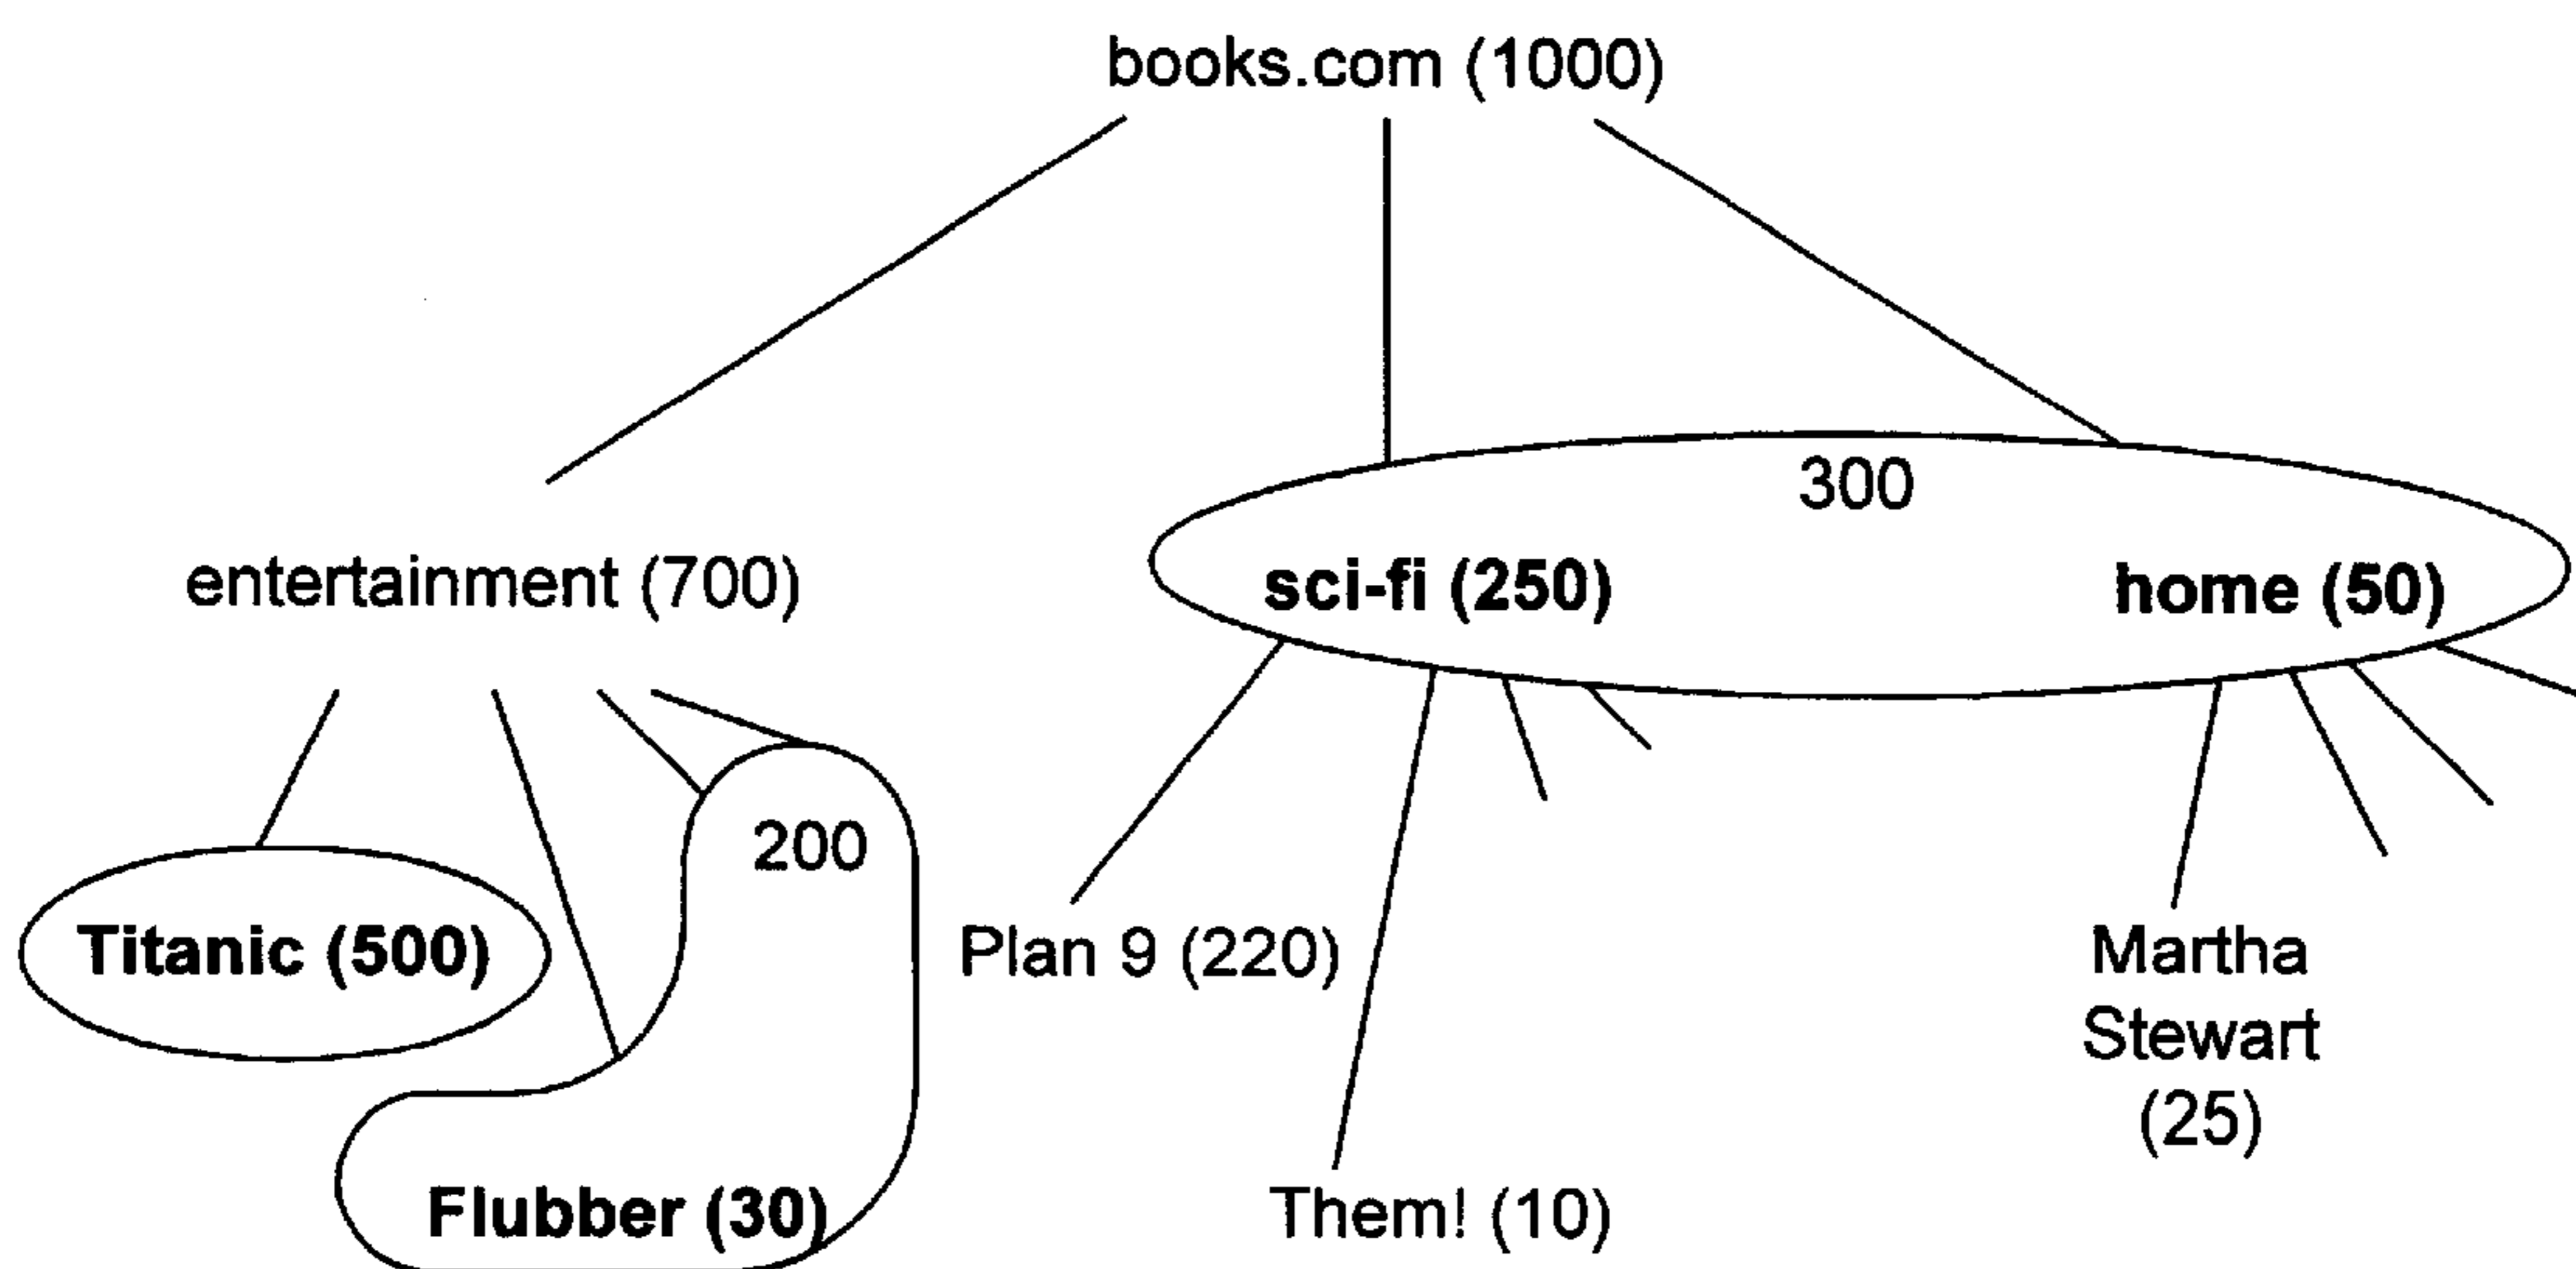 books.com (1000)
300
entertainment (700)
sci-fi (250)
home (50)
200
Titanic (500)
Plan 9 (220)
Martha
Stewart
(25)
Flubber (30)
Them! (10)